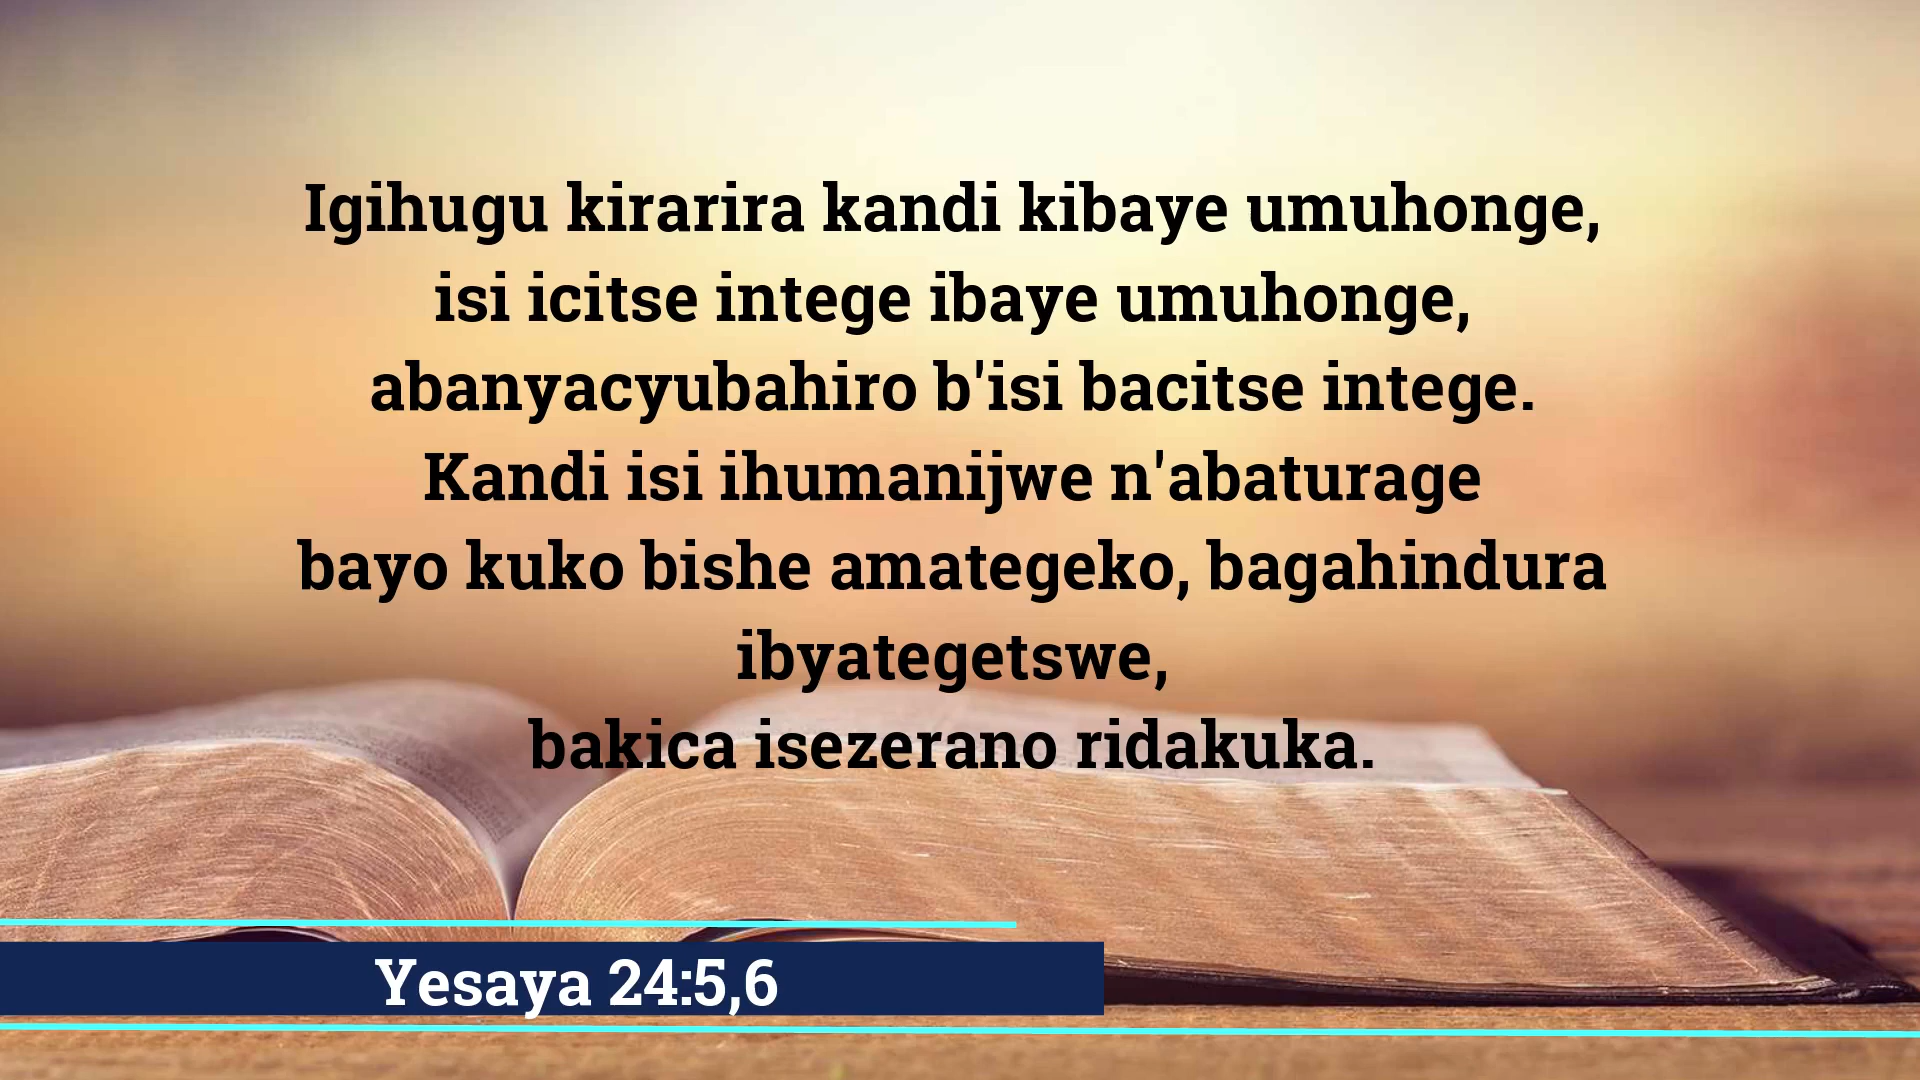 Igihugu kirarira kandi kibaye umuhonge,
isi icitse intege ibaye umuhonge,
abanyacyubahiro b'isi bacitse intege.
Kandi isi ihumanijwe n'abaturage
bayo kuko bishe amategeko, bagahindura
ibyategetswe,
bakica isezerano ridakuka.
Yesaya 24:5,6